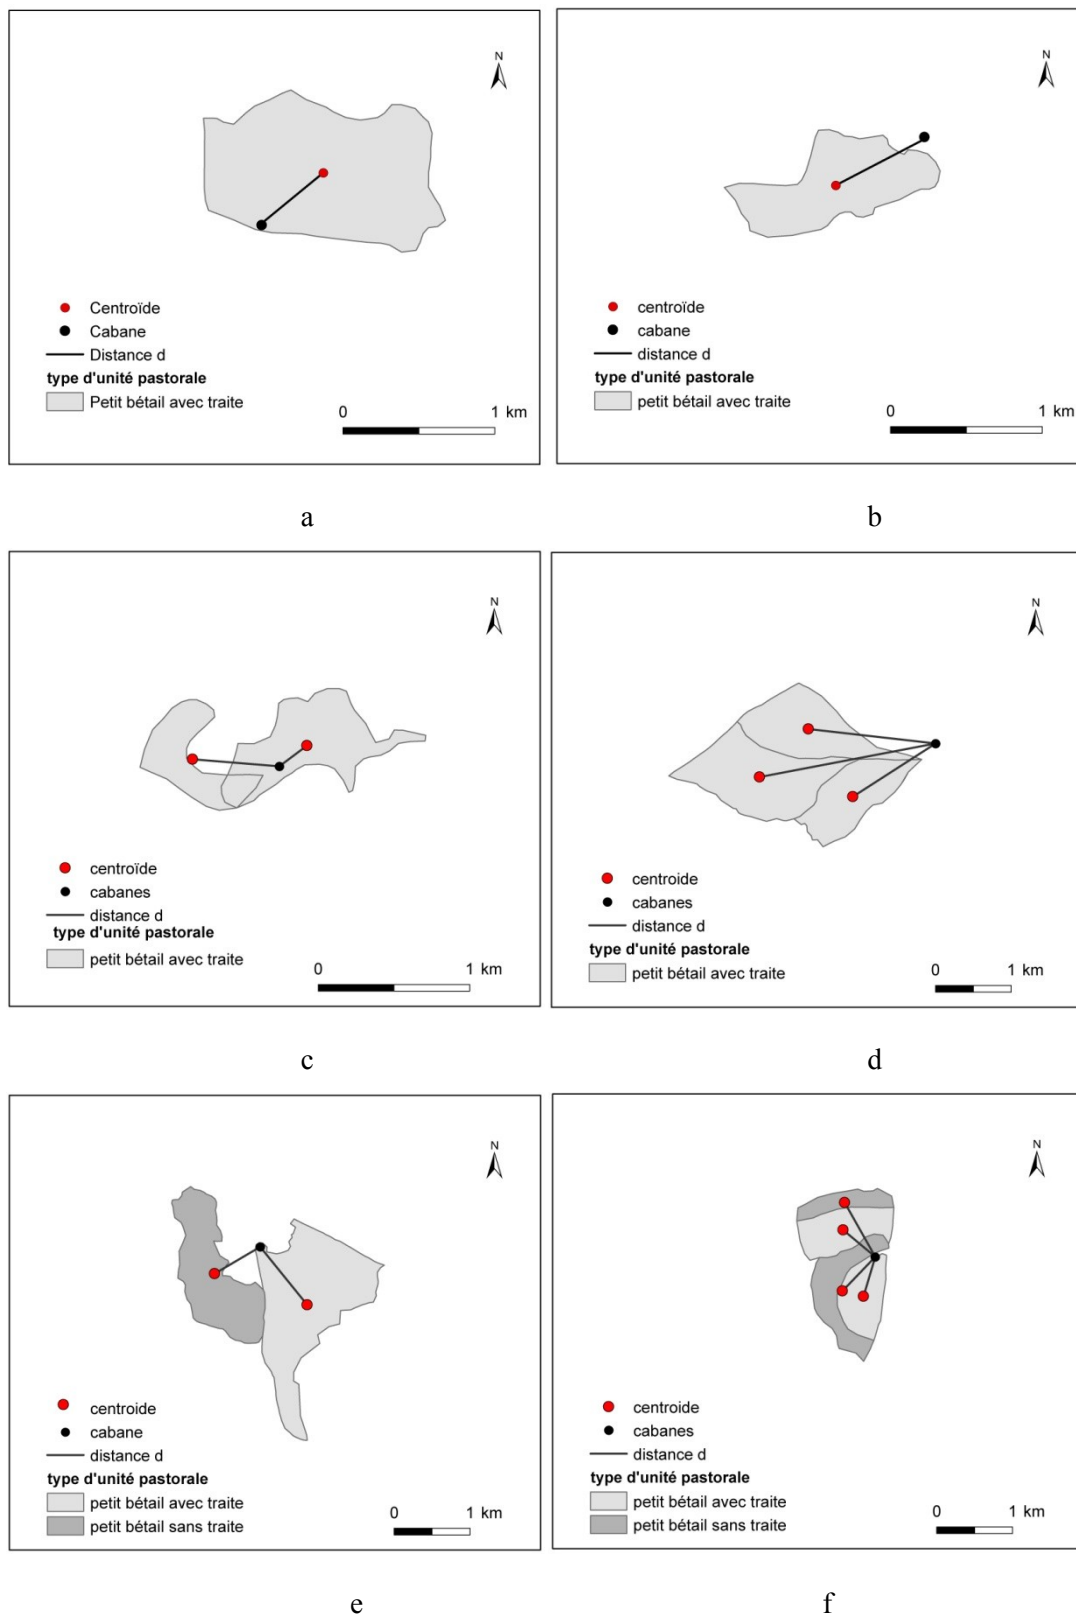 N
Centroïde
Cabane
Distance d
type d'unité pastorale
Petit bétail avec traite
0 1 km
a
N
centroïde
cabane
distance d
type d'unité pastorale
petit bétail avec traite
0 1 km
b
N
centroïde
cabanes
distance d
type d'unité pastorale
petit bétail avec traite
0 1 km
c
N
centroide
cabanes
distance d
type d'unité pastorale
petit bétail avec traite
0 1 km
d
N
centroide
cabane
distance d
type d'unité pastorale
petit bétail avec traite
petit bétail sans traite
0 1 km
e
N
centroide
cabanes
distance d
type d'unité pastorale
petit bétail avec traite
petit bétail sans traite
0 1 km
f